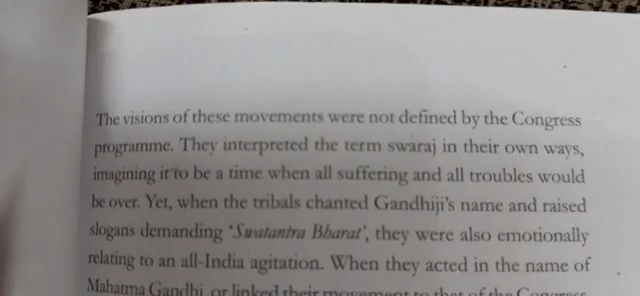 The visions of these movements were not defined by the Congress
programme. They interpreted the term swaraj in their own ways,
imagining it to be a time when all suffering and all troubles would
be over. Yet, when the tribals chanted Gandhiji's name and raised
slogans demanding 'Swatantra Bharat', they were also emotionally
relating to an all-India agitation. When they acted in the name of
Mahatma Gandhi, or linked their movement to that of the Congress